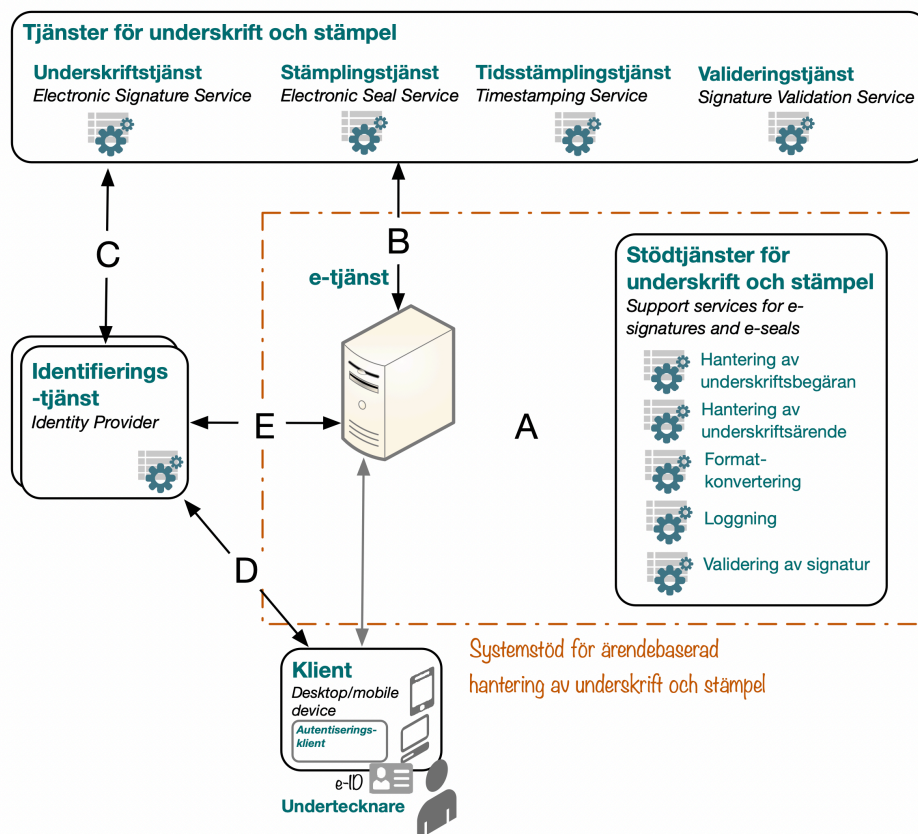 Tjänster för underskrift och stämpel
Underskriftstjänst
Electronic Signature Service
Stämplingstjänst
Electronic Seal Service
Tidsstämplingstjänst
Timestamping Service
Valideringstjänst
Signature Validation Service
C
B
e-tjänst
Stödtjänster för
underskrift och stämpel
Support services for e-
signatures and e-seals
Hantering av
underskriftsbegäran
Hantering av
underskriftsärende
Format-
konvertering
Loggning
Validering av signatur
Identifierings
-tjänst
Identity Provider
E
A
D
Systemstöd för ärendebaserad
hantering av underskrift och stämpel
Klient
Desktop/mobile
device
Autentiserings-
klient
e-ID
Undertecknare